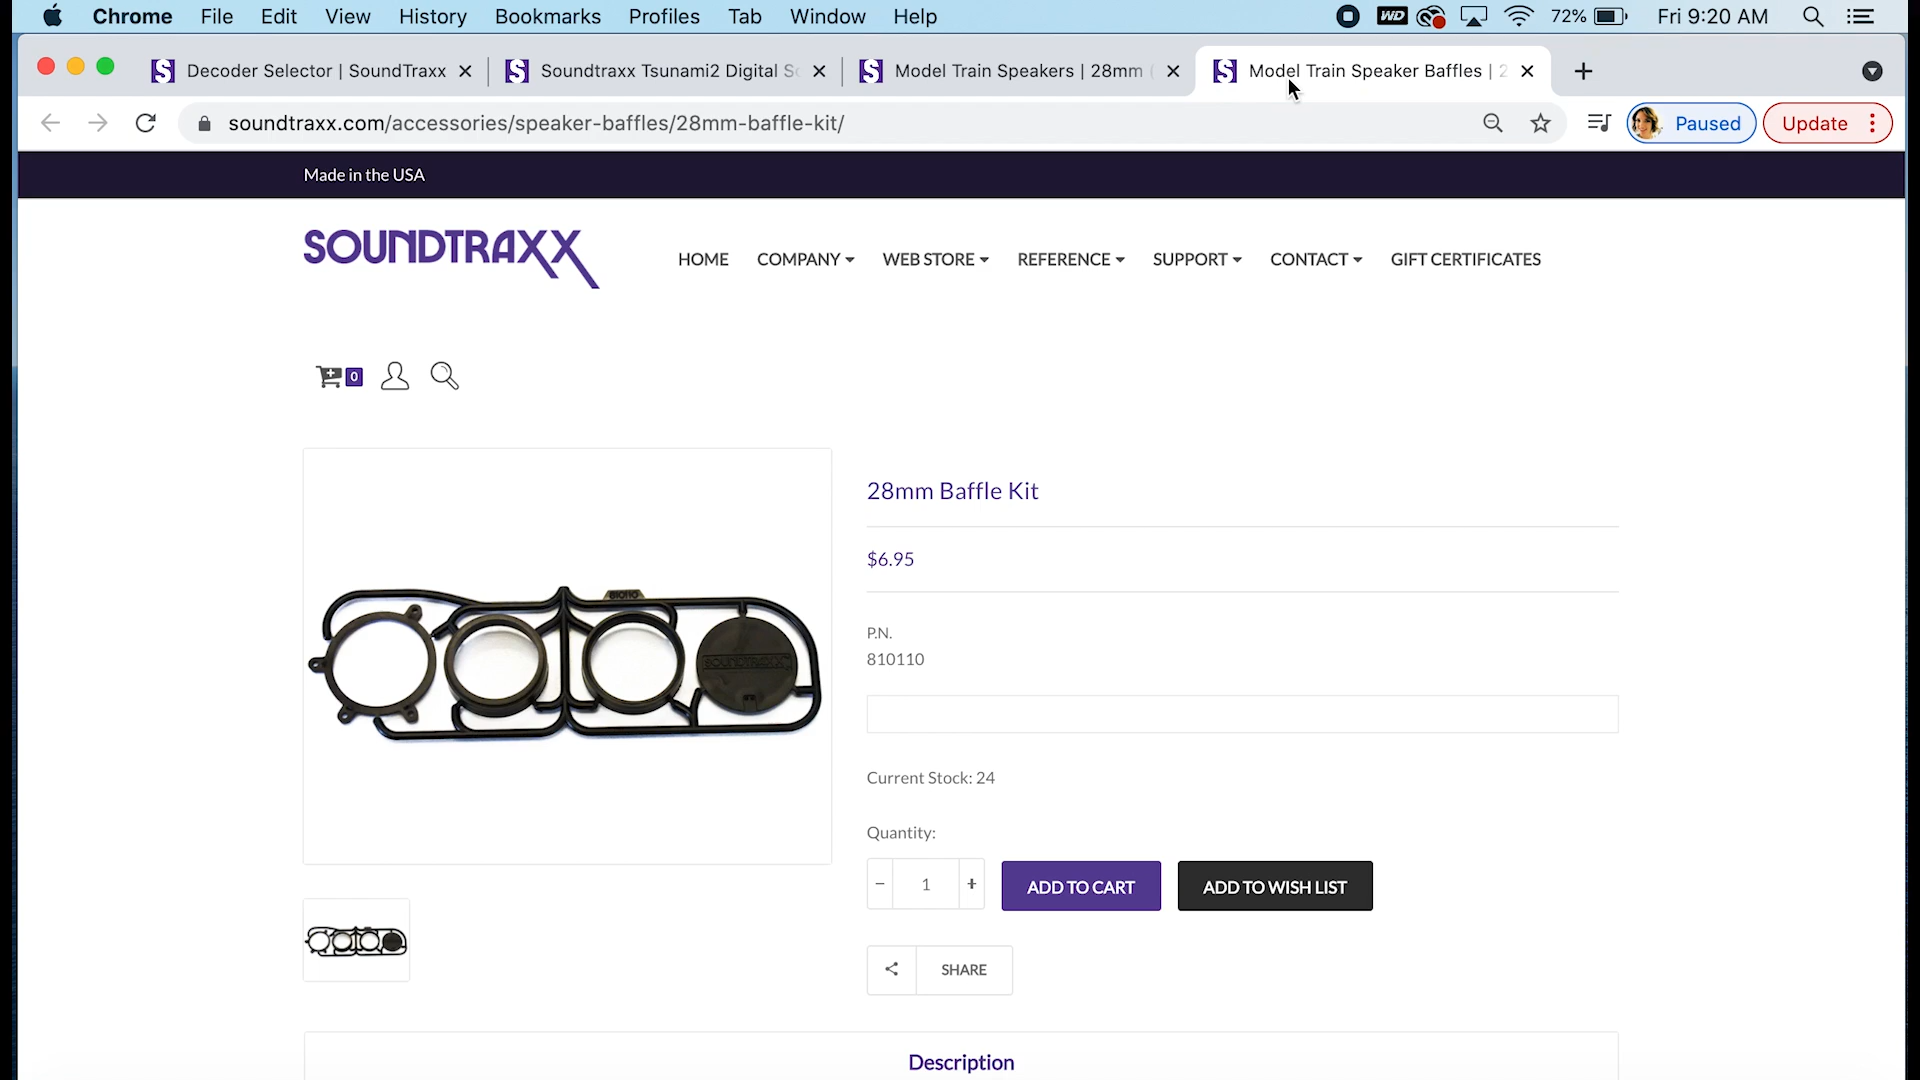 Chrome File Edit View History Bookmarks Profiles Tab Window Help WD 72% Fri 9:20 AM
Decoder Selector | SoundTraxx Soundtraxx Tsunami2 Digital S Model Train Speakers | 28mm Model Train Speaker Baffles | 2
soundtraxx.com/accessories/speaker-baffles/28mm-baffle-kit/ Paused Update
Made in the USA
SOUNDTRAXX
HOME COMPANY WEB STORE REFERENCE SUPPORT CONTACT GIFT CERTIFICATES
0
28mm Baffle Kit
$6.95
810110
SOUNDTRAXX
P.N.
810110
Current Stock: 24
Quantity:
- 1 +
ADD TO CART
ADD TO WISH LIST
SHARE
Description